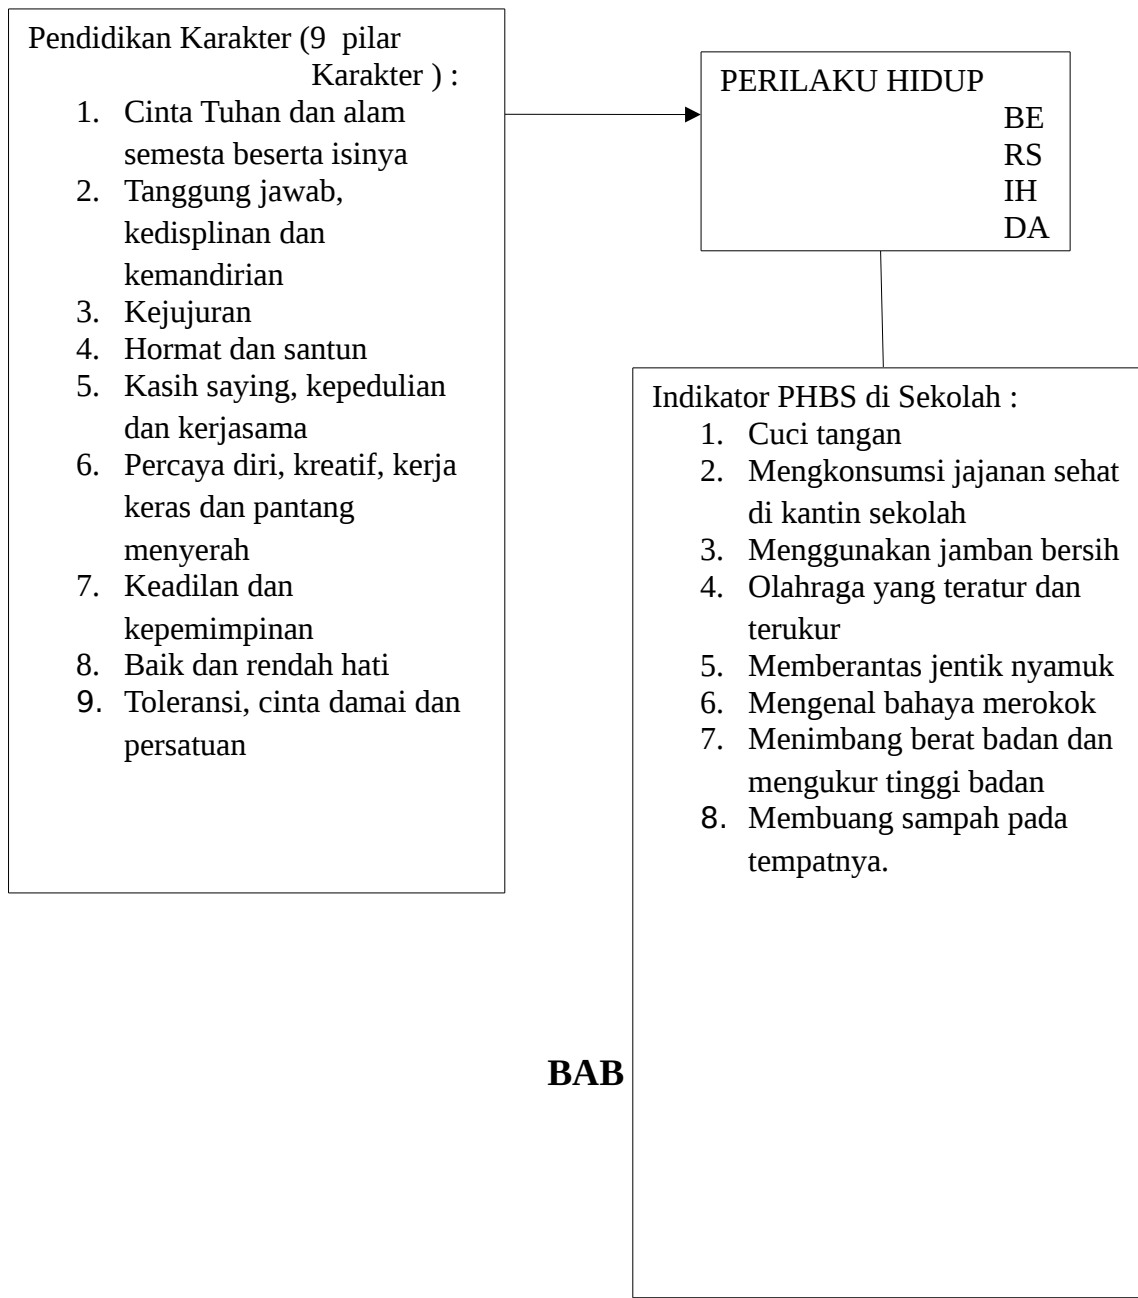 Pendidikan Karakter (9  pilar
Karakter ) :
1. Cinta Tuhan dan alam
semesta beserta isinya
2. Tanggung jawab,
kedisplinan dan
kemandirian
3. Kejujuran
4. Hormat dan santun
5. Kasih saying, kepedulian
dan kerjasama
6. Percaya diri, kreatif, kerja
keras dan pantang
menyerah
7. Keadilan dan
kepemimpinan
8. Baik dan rendah hati
9. Toleransi, cinta damai dan
persatuan
PERILAKU HIDUP
BE
RS
IH
DA
Indikator PHBS di Sekolah :
1. Cuci tangan
2. Mengkonsumsi jajanan sehat
di kantin sekolah
3. Menggunakan jamban bersih
4. Olahraga yang teratur dan
terukur
5. Memberantas jentik nyamuk
6. Mengenal bahaya merokok
7. Menimbang berat badan dan
mengukur tinggi badan
8. Membuang sampah pada
tempatnya.
BAB